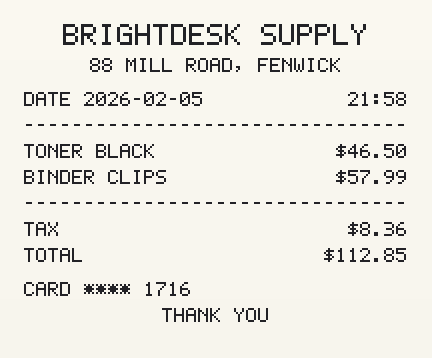 BRIGHTDESK SUPPLY
88 MILL ROAD, FENWICK
DATE 2026-02-05 21:58
--------------------------------
TONER BLACK $46.50
BINDER CLIPS $57.99
--------------------------------
TAX $8.36
TOTAL $112.85
CARD **** 1716
THANK YOU